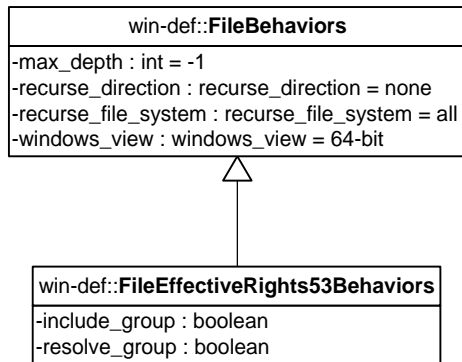 win-def::FileBehaviors
-max_depth : int = -1
-recurse_direction : recurse_direction = none
-recurse_file_system : recurse_file_system = all
-windows_view : windows_view = 64-bit
win-def::FileEffectiveRights53Behaviors
-include_group : boolean
-resolve_group : boolean